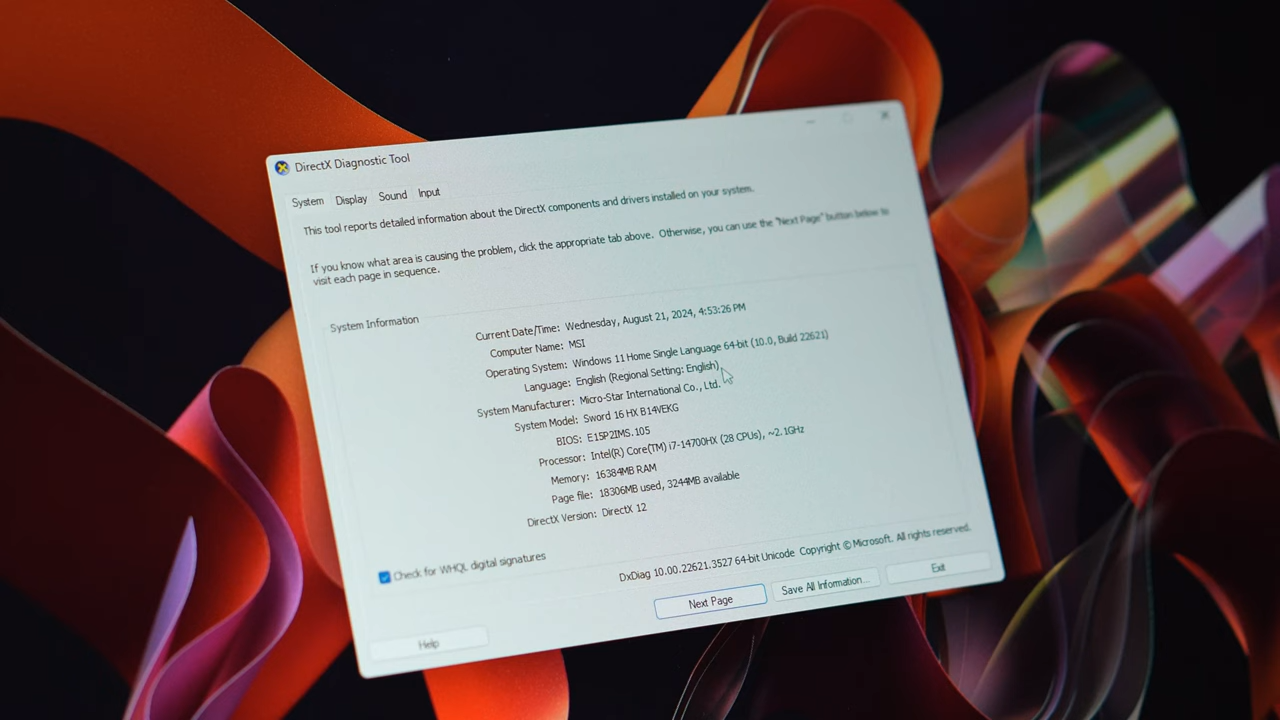 DirectX Diagnostic Tool
System Display Sound Input
This tool reports detailed information about the DirectX components and drivers installed on your system.
If you know what area is causing the problem, click the appropriate tab above. Otherwise, you can use the "Next Page" button below to
visit each page in sequence.
System Information
Current Date/Time: Wednesday, August 21, 2024, 4:53:26 PM
Computer Name: MSI
Operating System: Windows 11 Home Single Language 64-bit (10.0, Build 22621)
Language: English (Regional Setting: English)
System Manufacturer: Micro-Star International Co., Ltd.
System Model: Sword 16 HX B14VEKG
BIOS: E15P2IMS.105
Processor: Intel(R) Core(TM) i7-14700HX (28 CPUs), ~2.1GHz
Memory: 16384MB RAM
Page file: 18306MB used, 3244MB available
DirectX Version: DirectX 12
Check for WHQL digital signatures
DxDiag 10.00.22621.3527 64-bit Unicode Copyright © Microsoft. All rights reserved.
Help Next Page Save All Information... Exit